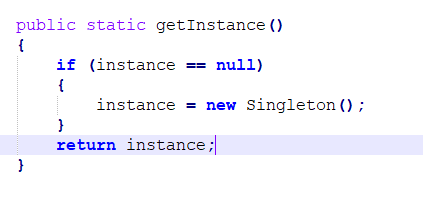 public static getInstance()
{
    if (instance == null)
    {
        instance = new Singleton();
    }
    return instance;
}